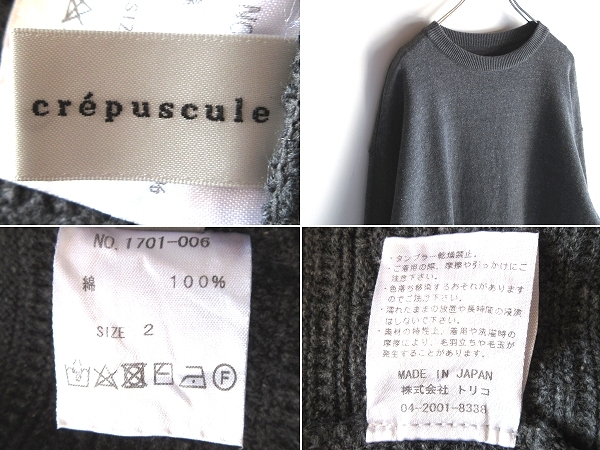 crépuscule
NO. 1701-006
綿 100%
SIZE 2
F
・タンブラー乾燥禁止。
・ご着用の際、摩擦や引っかけにご
注意下さい。
・色落ち移染するおそれがあります
のでご注意下さい。
・濡れたままの放置や長時間の浸漬
はしないで下さい。
・素材の特性上、着用や洗濯時の
摩擦により、毛羽立ちや毛玉が
発生することがあります。
MADE IN JAPAN
株式会社 トリコ
04-2001-8338